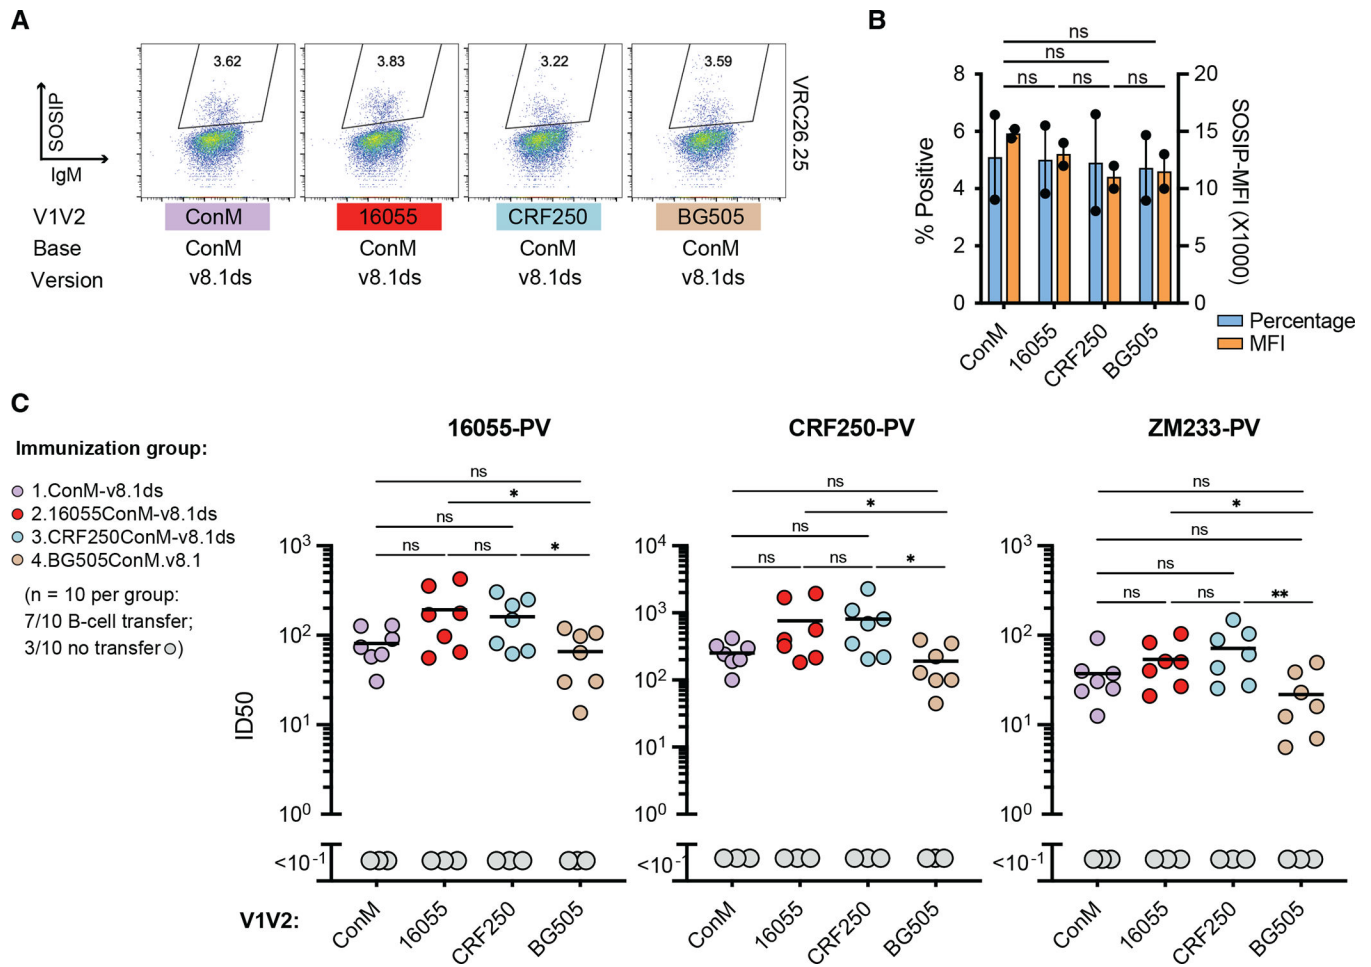 A
3.62
3.83
3.22
3.59
SOSIP
IgM
VRC26.25
V1V2 ConM 16055 CRF250 BG505
Base ConM ConM ConM ConM
Version v8.1ds v8.1ds v8.1ds v8.1ds
B
ns
ns
ns ns ns
% Positive
8
6
4
2
0
20
15
10
5
0
SOSIP-MFI (X1000)
ConM
16055
CRF250
BG505
Percentage
MFI
C
Immunization group:
1.ConM-v8.1ds
2.16055ConM-v8.1ds
3.CRF250ConM-v8.1ds
4.BG505ConM.v8.1
(n = 10 per group:
7/10 B-cell transfer;
3/10 no transfer )
16055-PV
ns
*
ns
ns ns *
ID50
10³
10²
10¹
10⁰
<10⁻¹
V1V2:
ConM
16055
CRF250
BG505
CRF250-PV
ns
*
ns
ns ns *
10⁴
10³
10²
10¹
10⁰
<10⁻¹
ConM
16055
CRF250
BG505
ZM233-PV
ns
*
ns
ns
ns ns **
10³
10²
10¹
10⁰
<10⁻¹
ConM
16055
CRF250
BG505